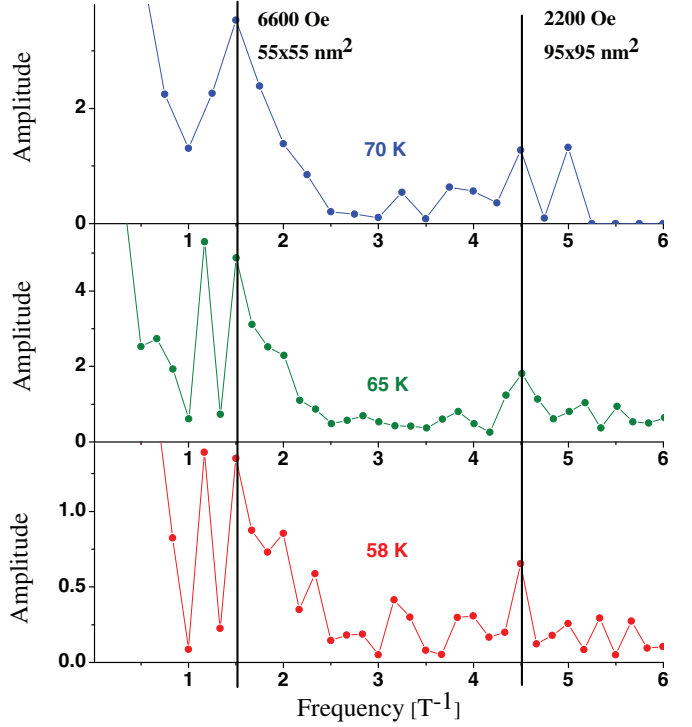 6600 Oe
55x55 nm²
2200 Oe
95x95 nm²
Amplitude
2
0
70 K
1 2 3 4 5 6
Amplitude
4
2
0
65 K
1 2 3 4 5 6
Amplitude
1.0
0.5
0.0
58 K
1 2 3 4 5 6
Frequency [T⁻¹]